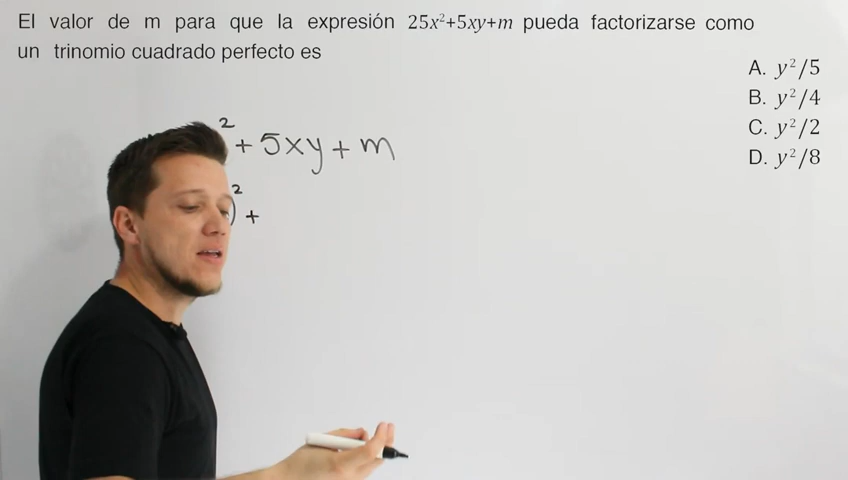 El valor de m para que la expresión 25x²+5xy+m pueda factorizarse como
un trinomio cuadrado perfecto es
A. y²/5
B. y²/4
C. y²/2
D. y²/8
² + 5xy + m
)² +